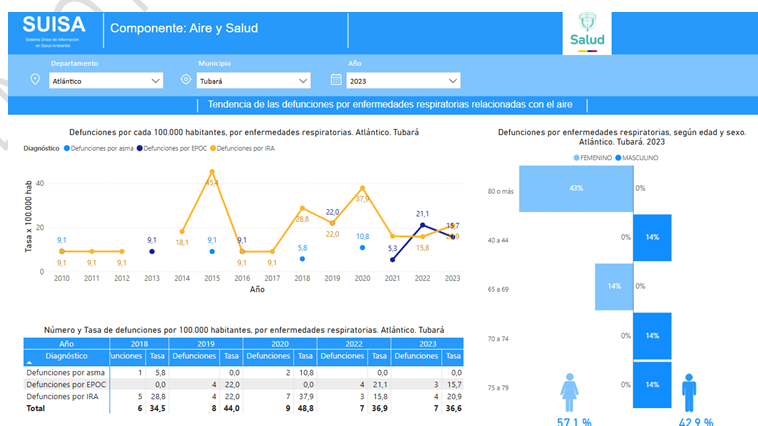 SUISA
Sistema Único de Información
en Salud Ambiental
Componente: Aire y Salud
Salud
Departamento
Municipio
Año
Atlántico
Tubará
2023
Tendencia de las defunciones por enfermedades respiratorias relacionadas con el aire
Defunciones por cada 100.000 habitantes, por enfermedades respiratorias. Atlántico. Tubará
Diagnóstico Defunciones por asma Defunciones por EPOC Defunciones por IRA
Tasa x 100.000 hab
40
20
0
9,1 9,1 9,1 9,1 18,1 45,4 9,1 9,1 9,1 9,1 5,8 28,8 22,0 22,0 37,9 10,8 5,3 21,1 15,8 15,7 20,9
9,1
2010 2011 2012 2013 2014 2015 2016 2017 2018 2019 2020 2021 2022 2023
Año
Número y Tasa de defunciones por 100.000 habitantes, por enfermedades respiratorias. Atlántico. Tubará
Año 2018 2019 2020 2022 2023
Diagnóstico unciones Tasa Defunciones Tasa Defunciones Tasa Defunciones Tasa Defunciones Tasa
Defunciones por asma 1 5,8 0,0 2 10,8 0,0 0,0
Defunciones por EPOC 0,0 4 22,0 0,0 4 21,1 3 15,7
Defunciones por IRA 5 28,8 4 22,0 7 37,9 3 15,8 4 20,9
Total 6 34,5 8 44,0 9 48,8 7 36,9 7 36,6
Defunciones por enfermedades respiratorias, según edad y sexo.
Atlántico. Tubará. 2023
FEMENINO MASCULINO
80 o más 43% 0%
40 a 44 0% 14%
65 a 69 14% 0%
70 a 74 0% 14%
75 a 79 0% 14%
57,1 % 42,9 %